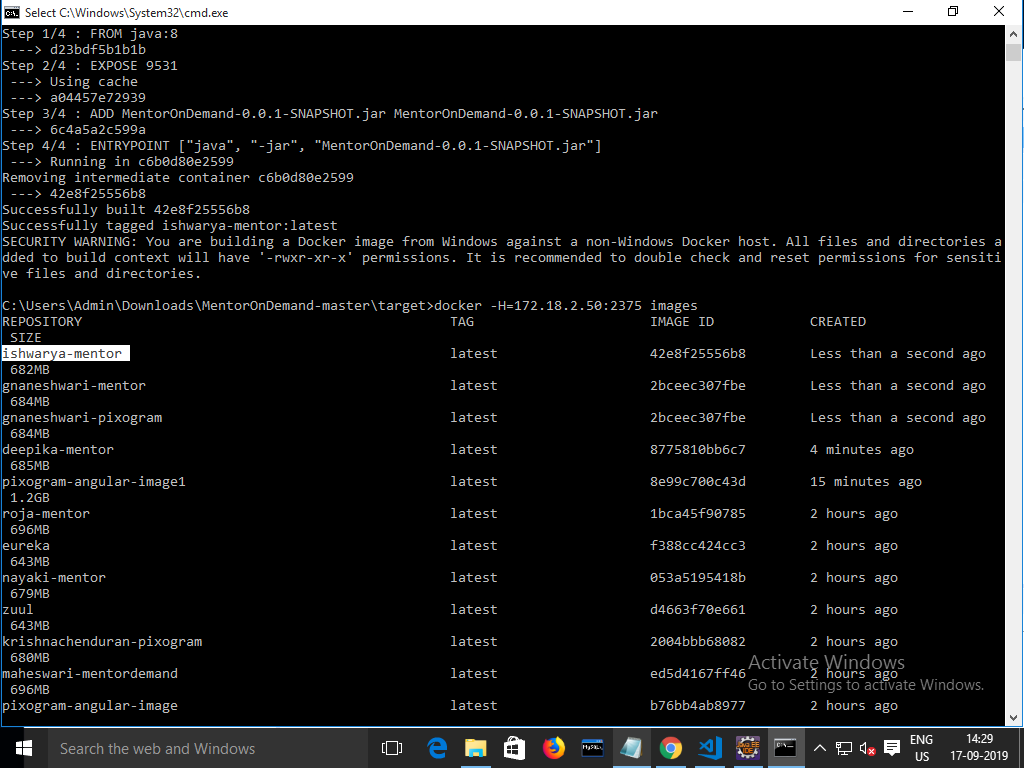 Select C:\Windows\System32\cmd.exe
Step 1/4 : FROM java:8
 ---> d23bdf5b1b1b
Step 2/4 : EXPOSE 9531
 ---> Using cache
 ---> a04457e72939
Step 3/4 : ADD MentorOnDemand-0.0.1-SNAPSHOT.jar MentorOnDemand-0.0.1-SNAPSHOT.jar
 ---> 6c4a5a2c599a
Step 4/4 : ENTRYPOINT ["java", "-jar", "MentorOnDemand-0.0.1-SNAPSHOT.jar"]
 ---> Running in c6b0d80e2599
Removing intermediate container c6b0d80e2599
 ---> 42e8f25556b8
Successfully built 42e8f25556b8
Successfully tagged ishwarya-mentor:latest
SECURITY WARNING: You are building a Docker image from Windows against a non-Windows Docker host. All files and directories a
dded to build context will have '-rwxr-xr-x' permissions. It is recommended to double check and reset permissions for sensiti
ve files and directories.
C:\Users\Admin\Downloads\MentorOnDemand-master\target>docker -H=172.18.2.50:2375 images
REPOSITORY TAG IMAGE ID CREATED
 SIZE
ishwarya-mentor latest 42e8f25556b8 Less than a second ago
 682MB
gnaneshwari-mentor latest 2bceec307fbe Less than a second ago
 684MB
gnaneshwari-pixogram latest 2bceec307fbe Less than a second ago
 684MB
deepika-mentor latest 8775810bb6c7 4 minutes ago
 685MB
pixogram-angular-image1 latest 8e99c700c43d 15 minutes ago
 1.2GB
roja-mentor latest 1bca45f90785 2 hours ago
 696MB
eureka latest f388cc424cc3 2 hours ago
 643MB
nayaki-mentor latest 053a5195418b 2 hours ago
 679MB
zuul latest d4663f70e661 2 hours ago
 643MB
krishnachenduran-pixogram latest 2004bbb68082 2 hours ago
 680MB
maheswari-mentordemand latest ed5d4167ff46 2 hours ago
 696MB
pixogram-angular-image latest b76bb4ab8977 2 hours ago
Activate Windows
Go to Settings to activate Windows.
Search the web and Windows
MySQL
ENG
US
14:29
17-09-2019